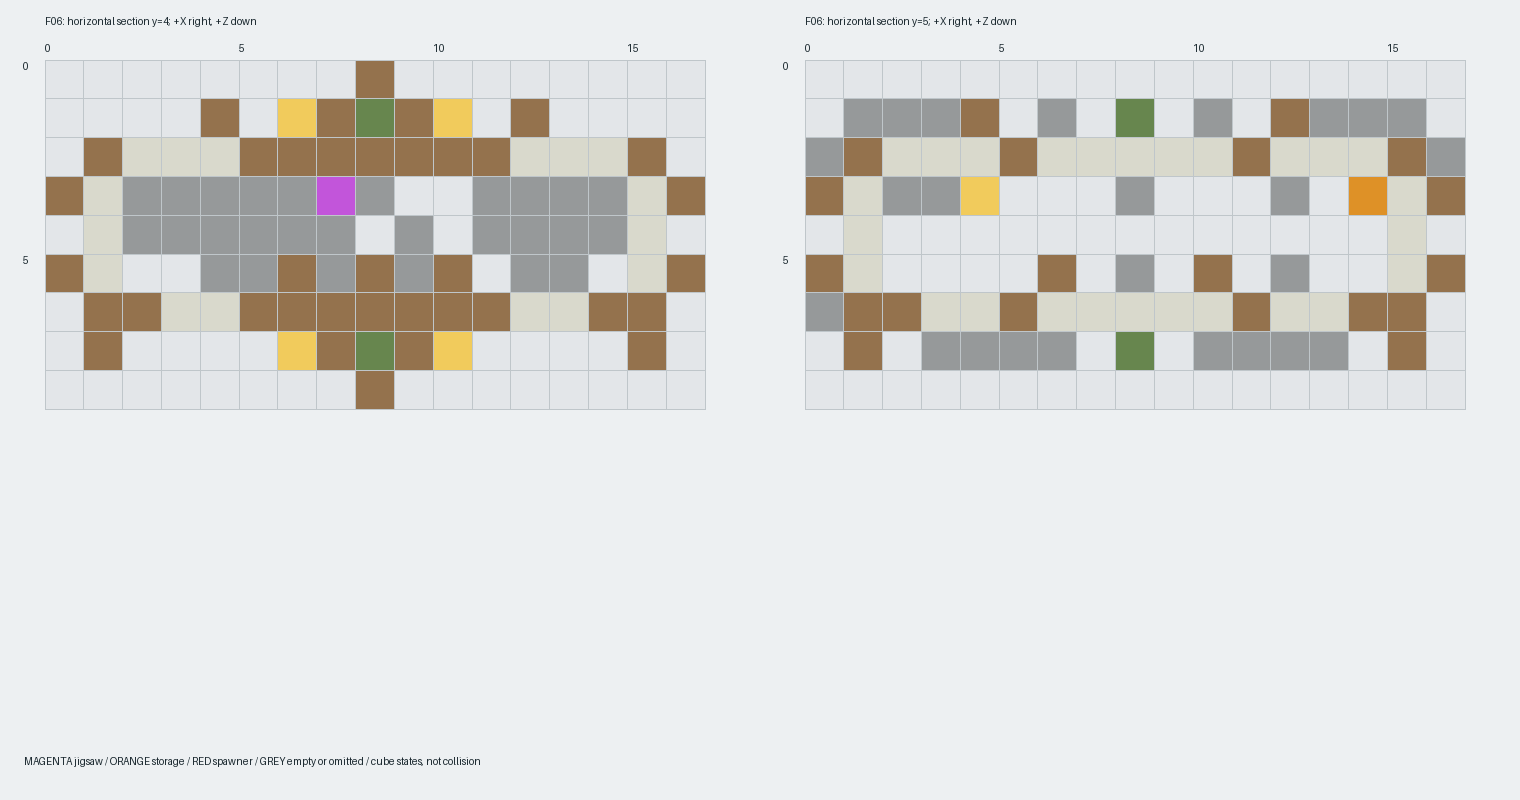 F06: horizontal section y=4; +X right, +Z down
F06: horizontal section y=5; +X right, +Z down
0 5 10 15
0 5 10 15
0
0
5
5
MAGENTA jigsaw / ORANGE storage / RED spawner / GREY empty or omitted / cube states, not collision